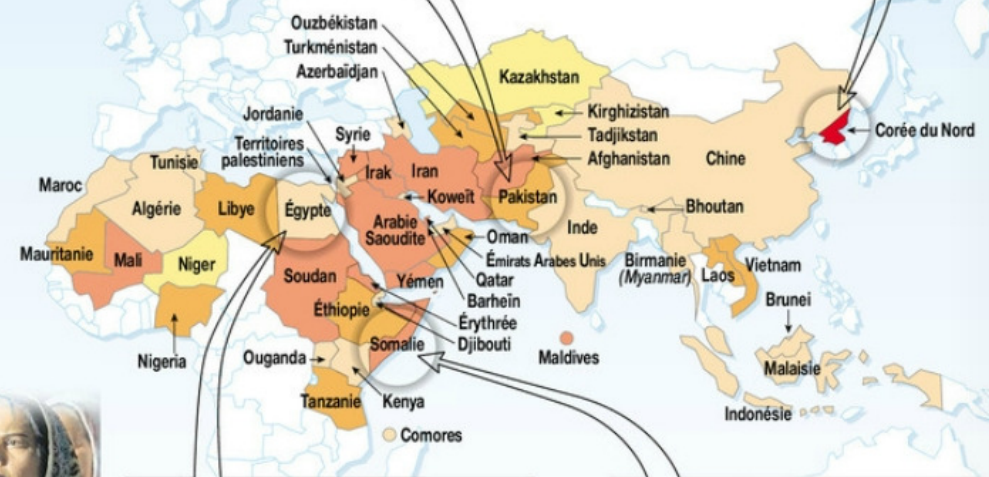 Ouzbékistan
Turkménistan
Azerbaïdjan
Kazakhstan
Jordanie
Kirghizistan
Syrie
Tadjikstan
Corée du Nord
Territoires
palestiniens
Tunisie
Afghanistan
Chine
Irak
Iran
Maroc
Algérie
Libye
Égypte
Koweït
Pakistan
Bhoutan
Arabie
Saoudite
Inde
Oman
Mauritanie
Mali
Niger
Émirats Arabes Unis
Birmanie
(Myanmar)
Laos
Vietnam
Soudan
Yémen
Qatar
Barheïn
Brunei
Éthiopie
Érythrée
Djibouti
Somalie
Nigeria
Ouganda
Maldives
Malaisie
Tanzanie
Kenya
Indonésie
Comores